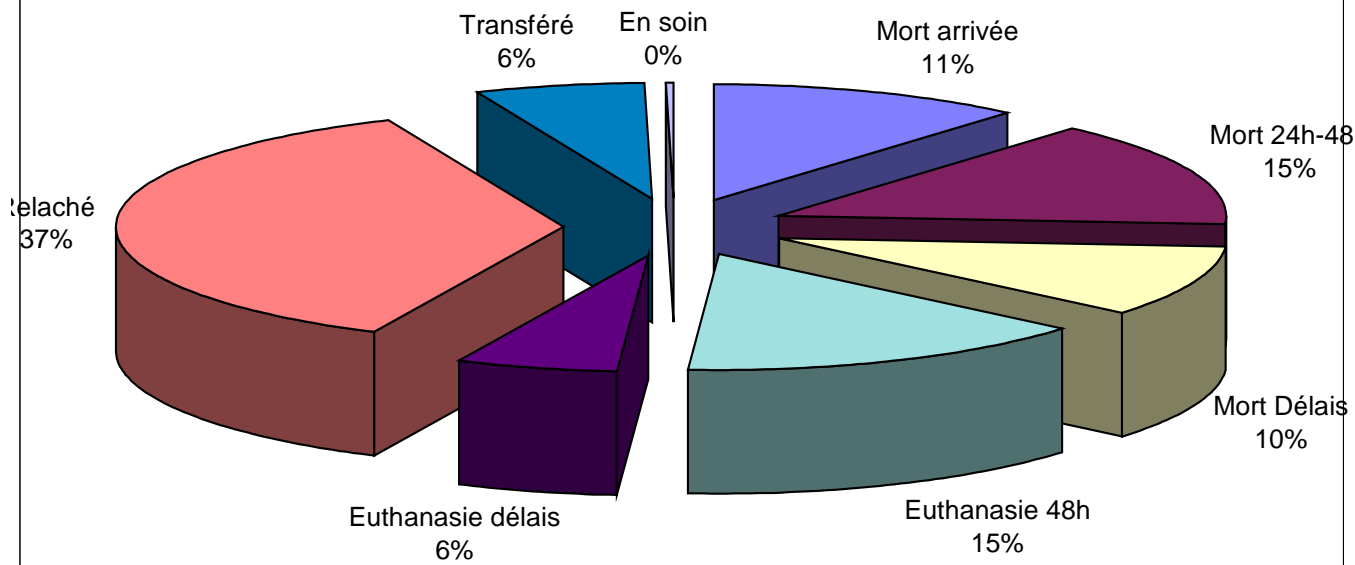 Transféré
6%
En soin
0%
Mort arrivée
11%
Mort 24h-48
15%
Relaché
37%
Mort Délais
10%
Euthanasie 48h
15%
Euthanasie délais
6%